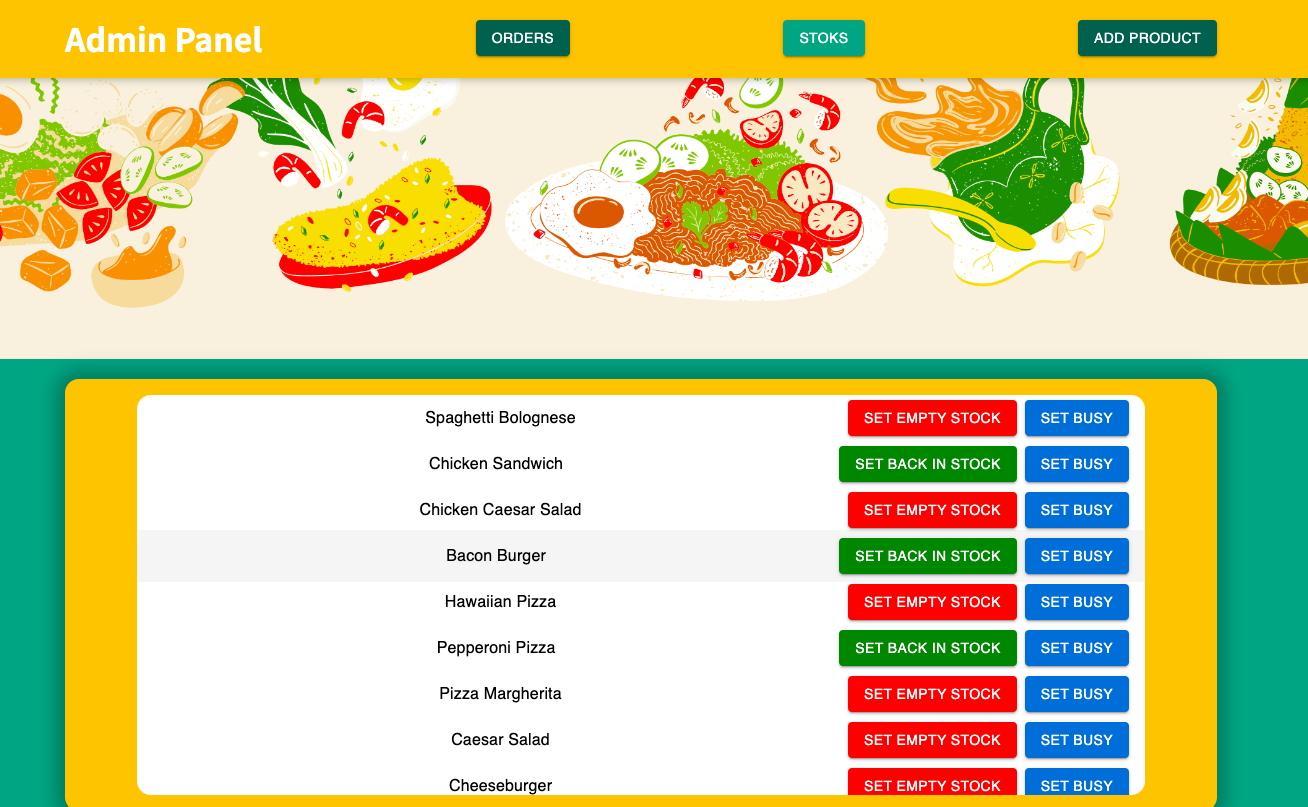 Admin Panel
ORDERS
STOKS
ADD PRODUCT
Spaghetti Bolognese SET EMPTY STOCK SET BUSY
Chicken Sandwich SET BACK IN STOCK SET BUSY
Chicken Caesar Salad SET EMPTY STOCK SET BUSY
Bacon Burger SET BACK IN STOCK SET BUSY
Hawaiian Pizza SET EMPTY STOCK SET BUSY
Pepperoni Pizza SET BACK IN STOCK SET BUSY
Pizza Margherita SET EMPTY STOCK SET BUSY
Caesar Salad SET EMPTY STOCK SET BUSY
Cheeseburger SET EMPTY STOCK SET BUSY